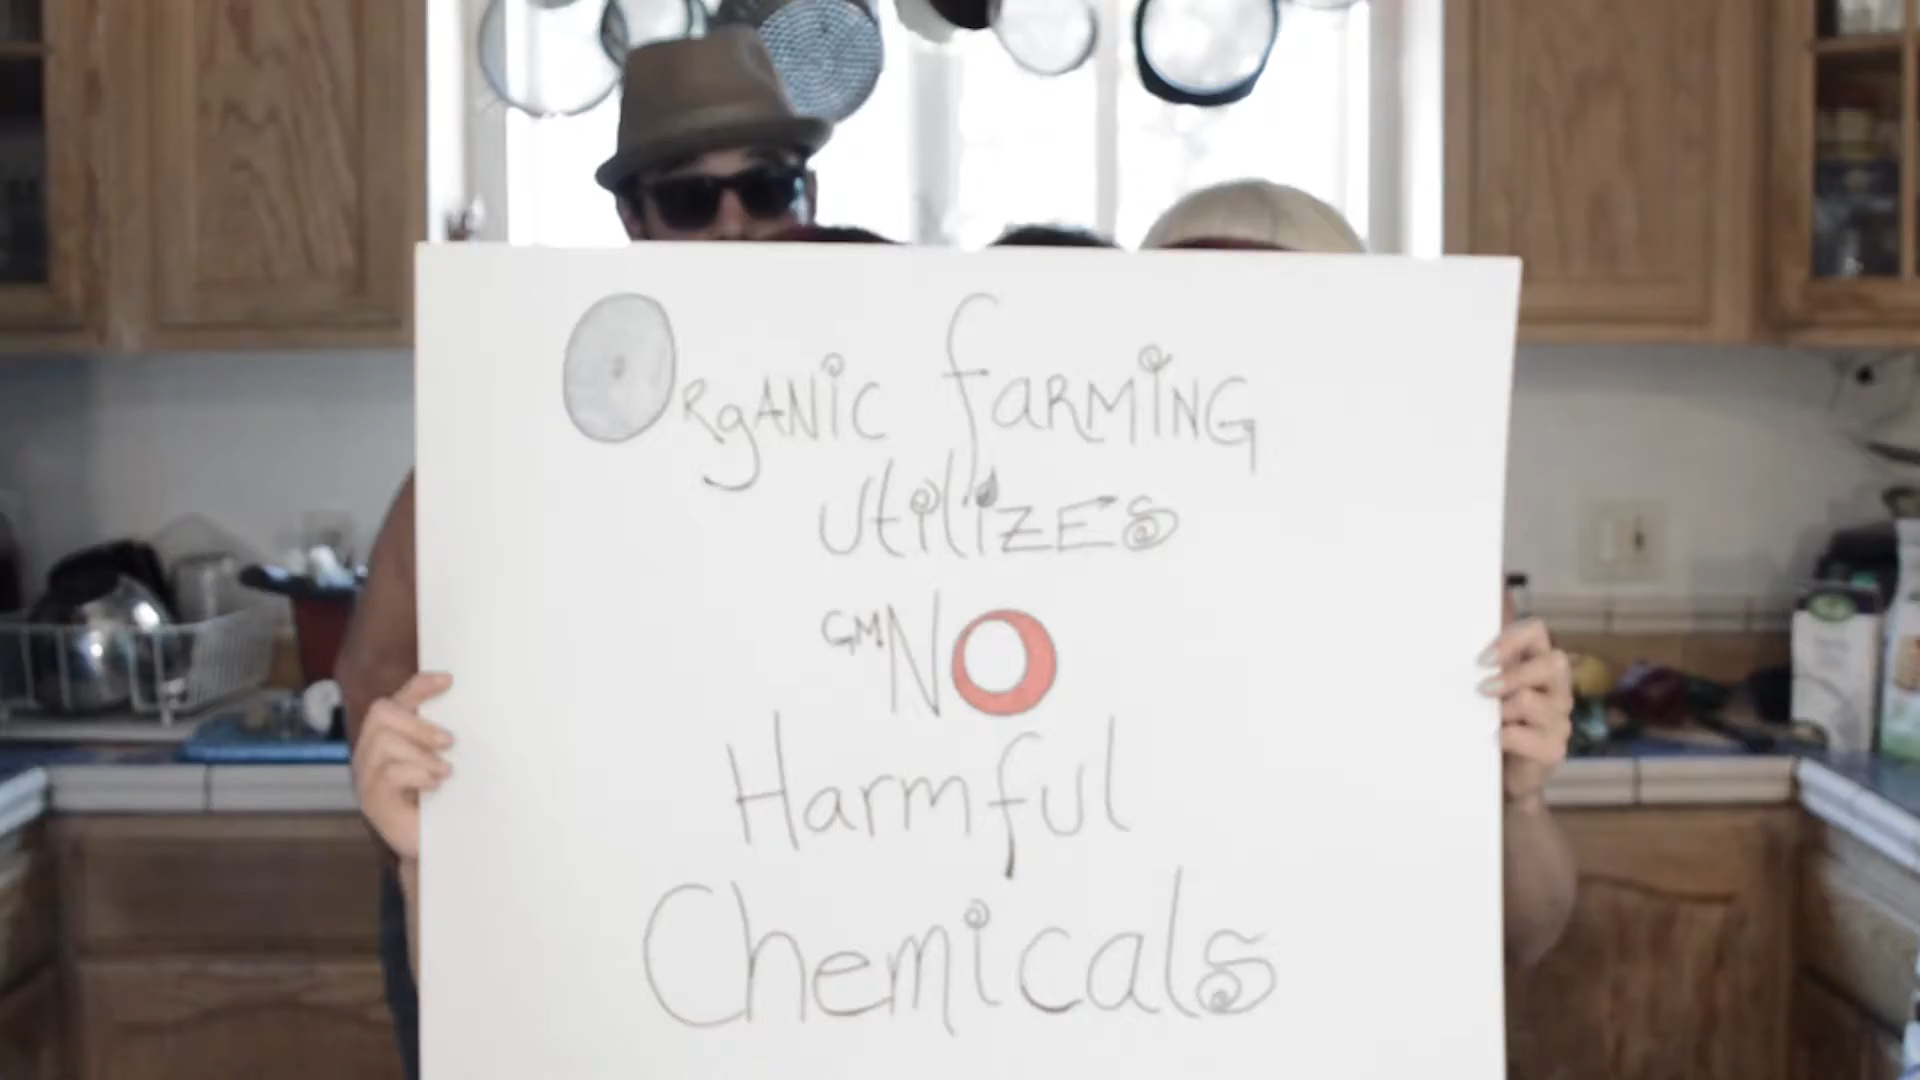 Organic farming
utilizes
GMNO
Harmful
Chemicals